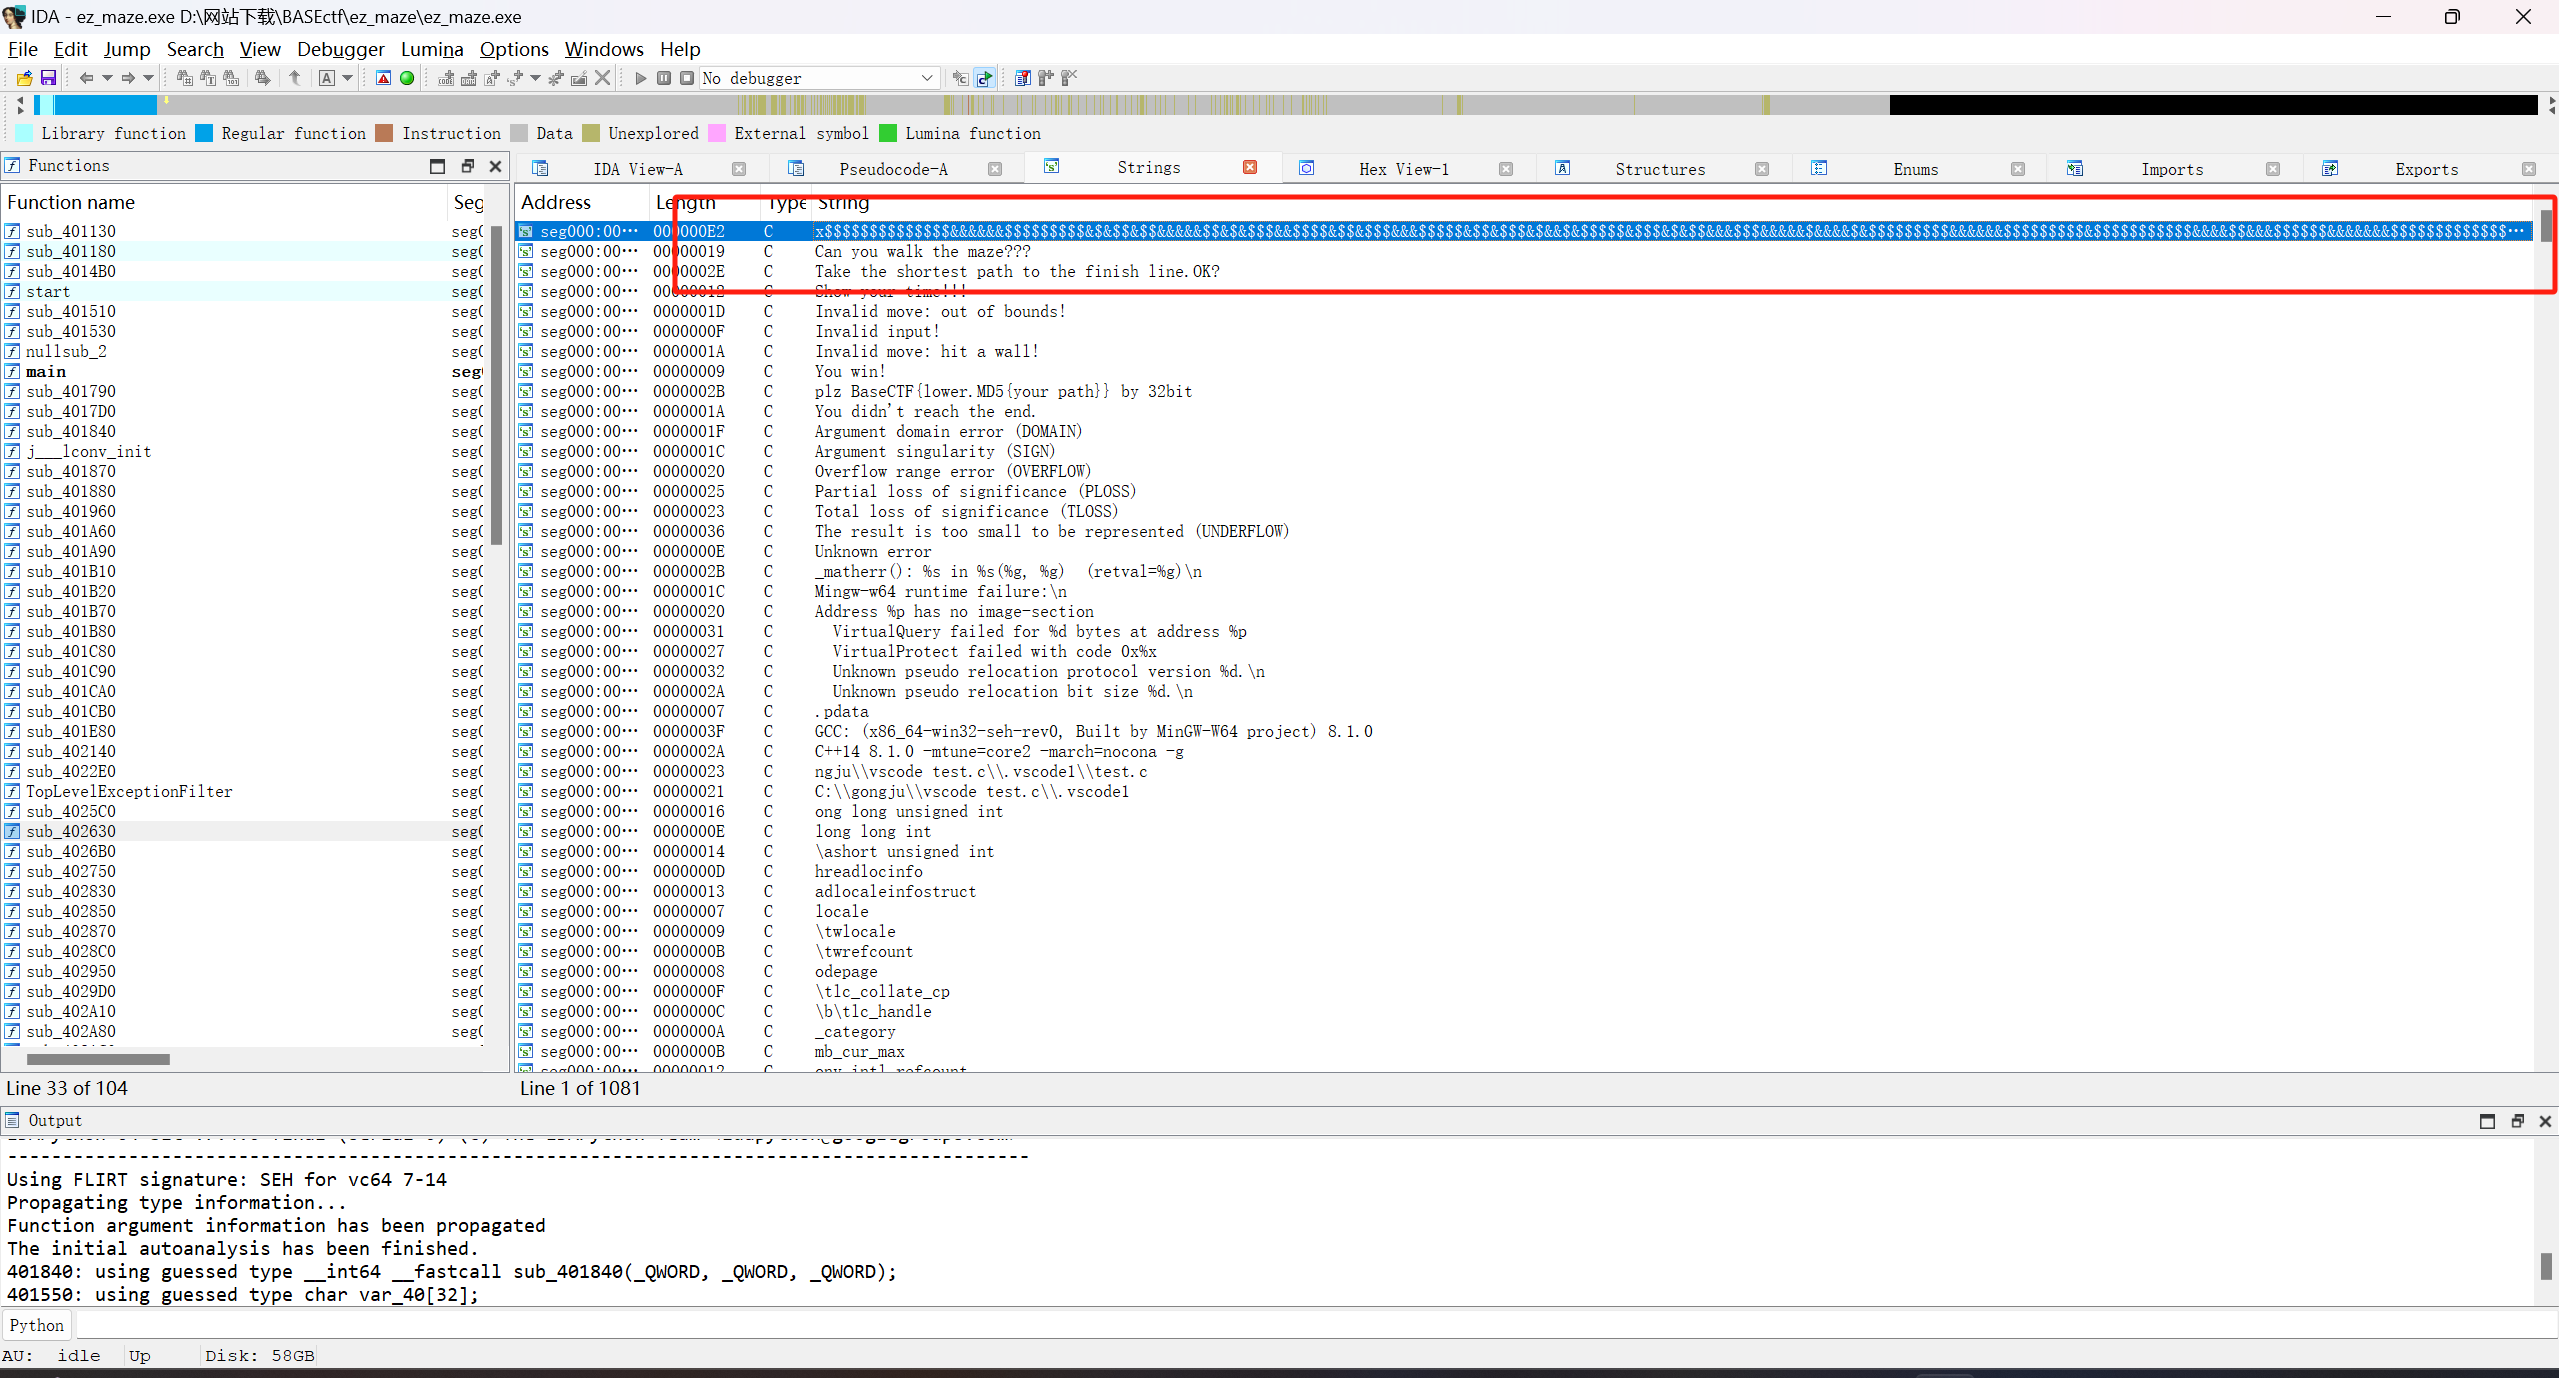 IDA - ez_maze.exe D:\网站下载\BASEctf\ez_maze\ez_maze.exe
File Edit Jump Search View Debugger Lumina Options Windows Help
No debugger
Library function Regular function Instruction Data Unexplored External symbol Lumina function
Functions
IDA View-A Pseudocode-A Strings Hex View-1 Structures Enums Imports Exports
Function name Seg
sub_401130 seg(
sub_401180 seg(
sub_4014B0 seg(
start seg(
sub_401510 seg(
sub_401530 seg(
nullsub_2 seg(
main seg
sub_401790 seg(
sub_4017D0 seg(
sub_401840 seg(
j___lconv_init seg(
sub_401870 seg(
sub_401880 seg(
sub_401960 seg(
sub_401A60 seg(
sub_401A90 seg(
sub_401B10 seg(
sub_401B20 seg(
sub_401B70 seg(
sub_401B80 seg(
sub_401C80 seg(
sub_401C90 seg(
sub_401CA0 seg(
sub_401CB0 seg(
sub_401E80 seg(
sub_402140 seg(
sub_4022E0 seg(
TopLevelExceptionFilter seg(
sub_4025C0 seg(
sub_402630 seg(
sub_4026B0 seg(
sub_402750 seg(
sub_402830 seg(
sub_402850 seg(
sub_402870 seg(
sub_4028C0 seg(
sub_402950 seg(
sub_4029D0 seg(
sub_402A10 seg(
sub_402A80 seg(
Line 33 of 104
Address Length Type String
seg000:00··· 000000E2 C
seg000:00··· 00000019 C Can you walk the maze???
seg000:00··· 0000002E C Take the shortest path to the finish line.OK?
seg000:00··· 00000012 C Show your time!!!
seg000:00··· 0000001D C Invalid move: out of bounds!
seg000:00··· 0000000F C Invalid input!
seg000:00··· 0000001A C Invalid move: hit a wall!
seg000:00··· 00000009 C You win!
seg000:00··· 0000002B C plz BaseCTF{lower.MD5{your path}} by 32bit
seg000:00··· 0000001A C You didn't reach the end.
seg000:00··· 0000001F C Argument domain error (DOMAIN)
seg000:00··· 0000001C C Argument singularity (SIGN)
seg000:00··· 00000020 C Overflow range error (OVERFLOW)
seg000:00··· 00000025 C Partial loss of significance (PLOSS)
seg000:00··· 00000023 C Total loss of significance (TLOSS)
seg000:00··· 00000036 C The result is too small to be represented (UNDERFLOW)
seg000:00··· 0000000E C Unknown error
seg000:00··· 0000002B C _matherr(): %s in %s(%g, %g)  (retval=%g)\n
seg000:00··· 0000001C C Mingw-w64 runtime failure:\n
seg000:00··· 00000020 C Address %p has no image-section
seg000:00··· 00000031 C VirtualQuery failed for %d bytes at address %p
seg000:00··· 00000027 C VirtualProtect failed with code 0x%x
seg000:00··· 00000032 C Unknown pseudo relocation protocol version %d.\n
seg000:00··· 0000002A C Unknown pseudo relocation bit size %d.\n
seg000:00··· 00000007 C .pdata
seg000:00··· 0000003F C GCC: (x86_64-win32-seh-rev0, Built by MinGW-W64 project) 8.1.0
seg000:00··· 0000002A C C++14 8.1.0 -mtune=core2 -march=nocona -g
seg000:00··· 00000023 C ngju\\vscode test.c\\.vscode1\\test.c
seg000:00··· 00000021 C C:\\gongju\\vscode test.c\\.vscode1
seg000:00··· 00000016 C ong long unsigned int
seg000:00··· 0000000E C long long int
seg000:00··· 00000014 C \ashort unsigned int
seg000:00··· 0000000D C hreadlocinfo
seg000:00··· 00000013 C adlocaleinfostruct
seg000:00··· 00000007 C locale
seg000:00··· 00000009 C \twlocale
seg000:00··· 0000000B C \twrefcount
seg000:00··· 00000008 C odepage
seg000:00··· 0000000F C \tlc_collate_cp
seg000:00··· 0000000C C \b\tlc_handle
seg000:00··· 0000000A C _category
seg000:00··· 0000000B C mb_cur_max
Line 1 of 1081
Output
Using FLIRT signature: SEH for vc64 7-14
Propagating type information...
Function argument information has been propagated
The initial autoanalysis has been finished.
401840: using guessed type __int64 __fastcall sub_401840(_QWORD, _QWORD, _QWORD);
401550: using guessed type char var_40[32];
Python
AU: idle Up Disk: 58GB